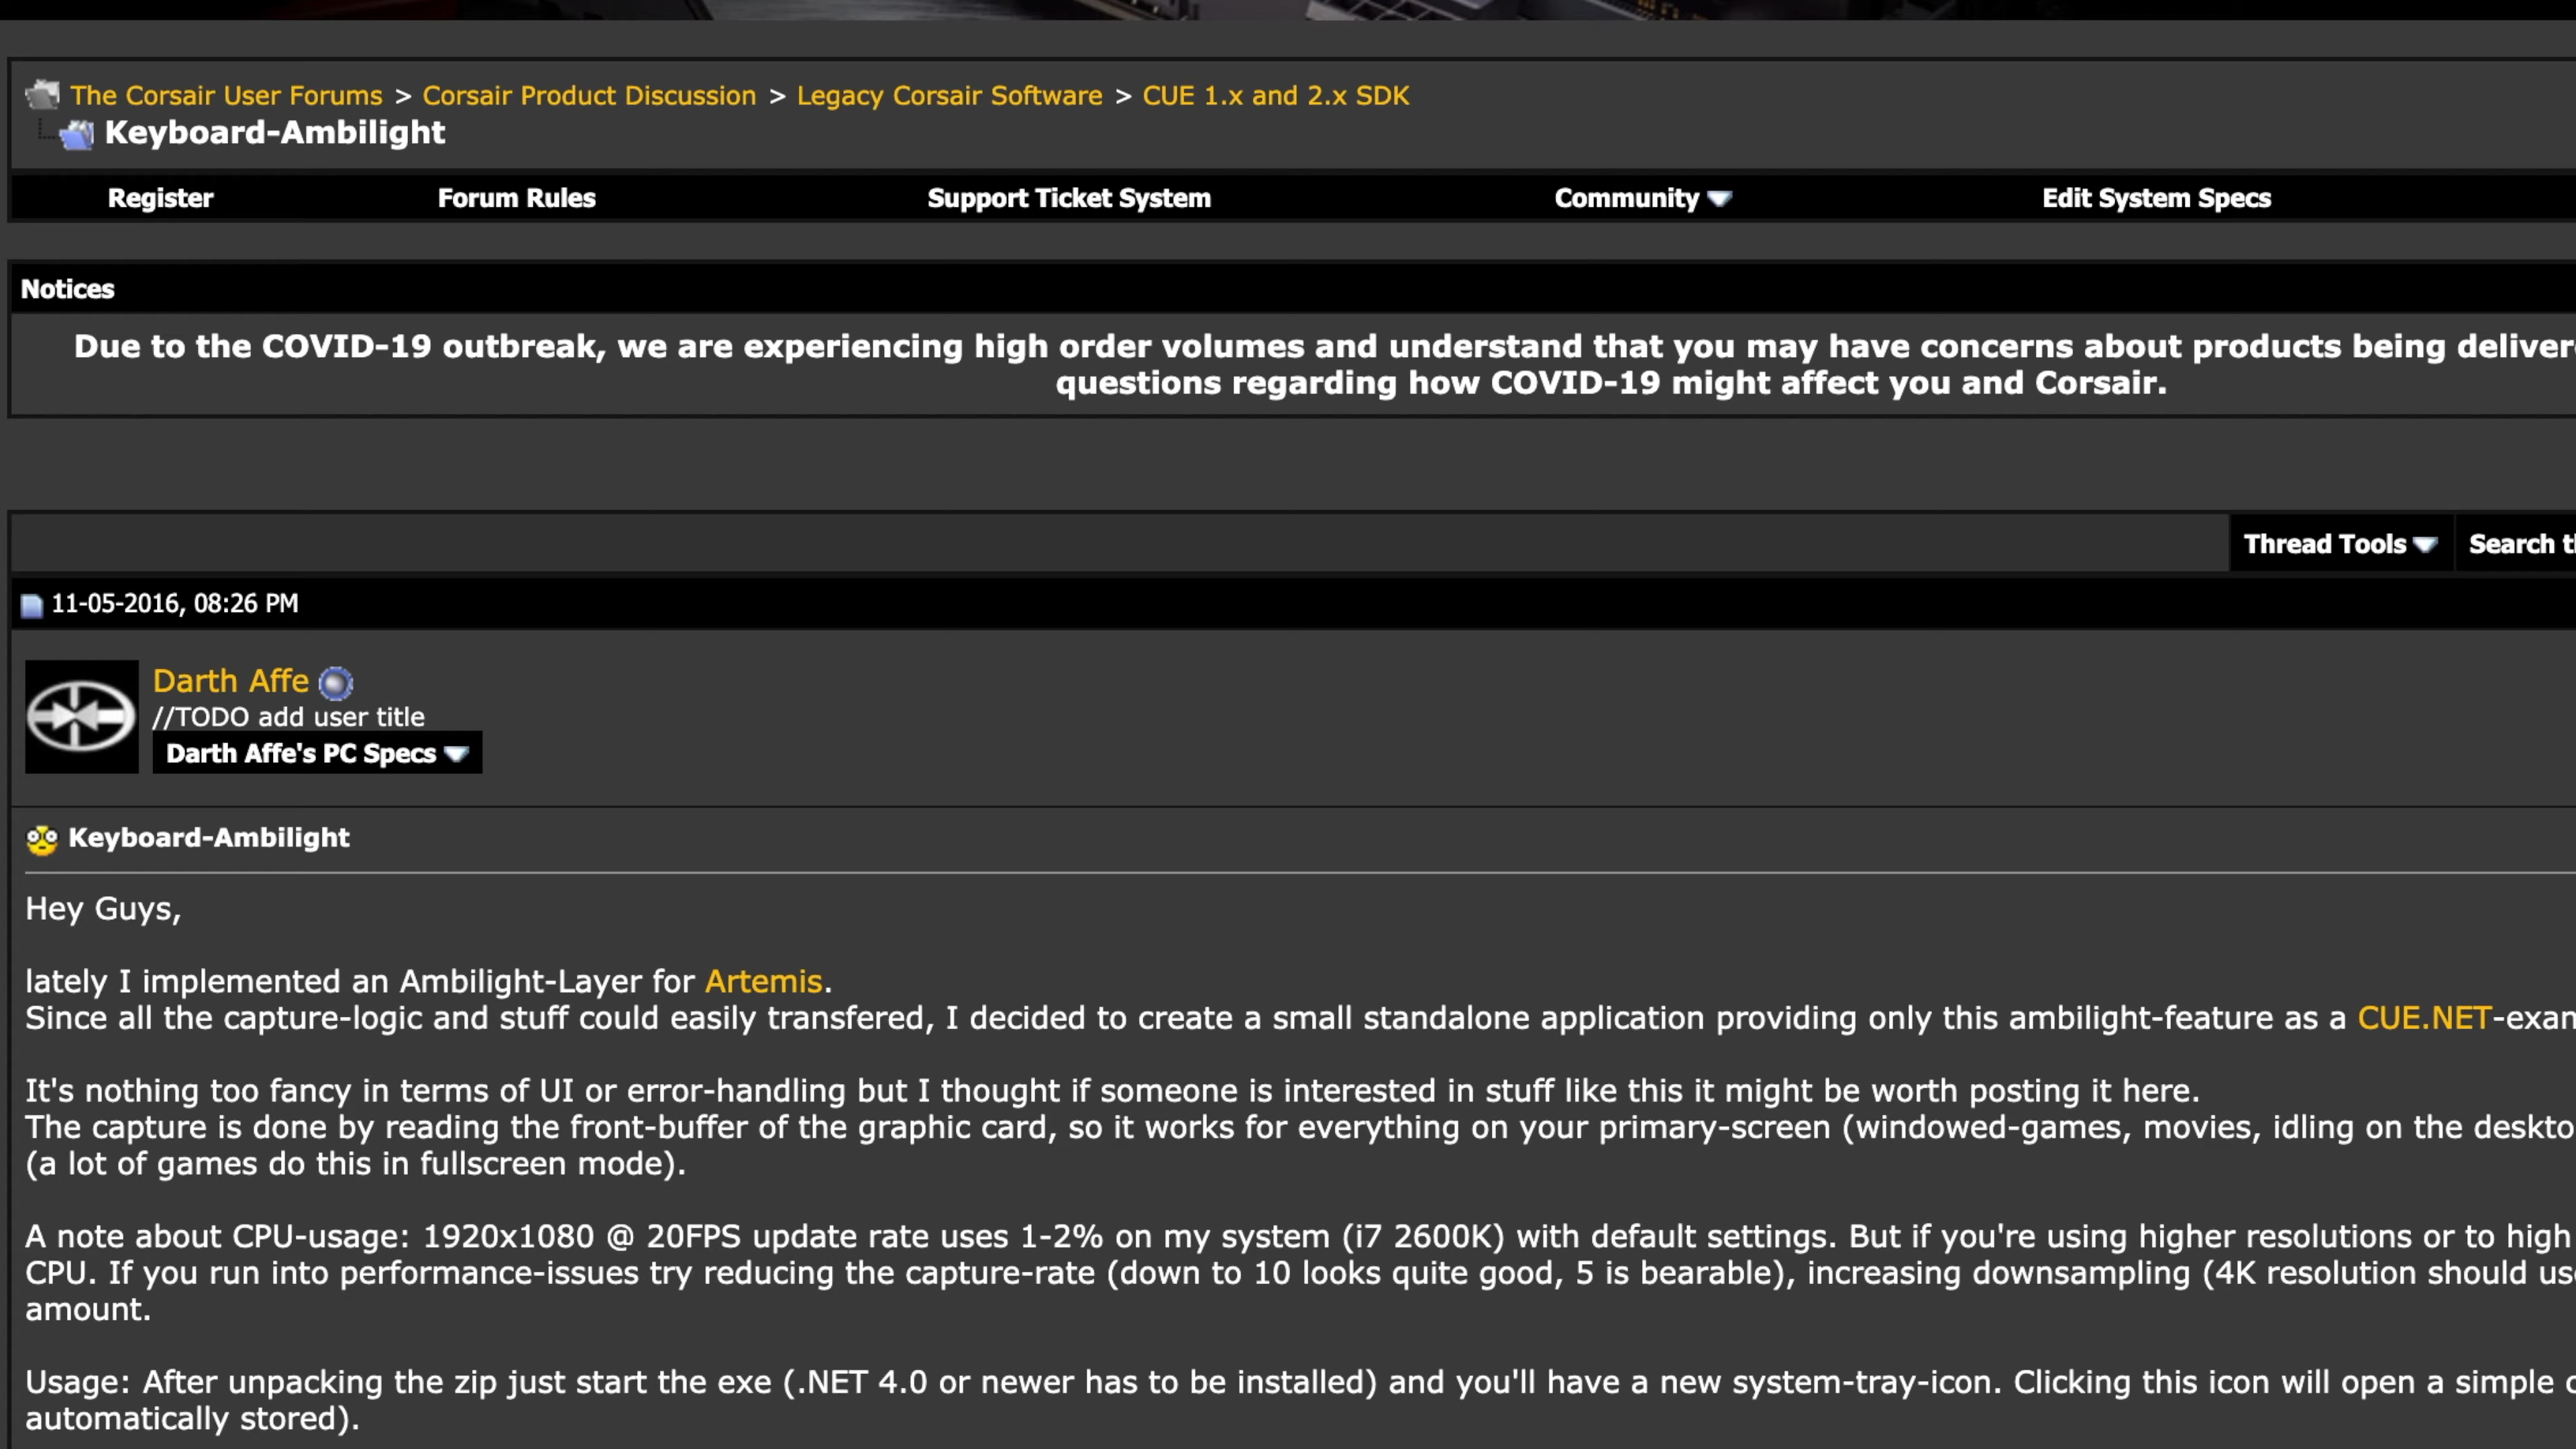 The Corsair User Forums > Corsair Product Discussion > Legacy Corsair Software > CUE 1.x and 2.x SDK
Keyboard-Ambilight
Register Forum Rules Support Ticket System Community Edit System Specs
Notices
Due to the COVID-19 outbreak, we are experiencing high order volumes and understand that you may have concerns about products being
questions regarding how COVID-19 might affect you and Corsair.
Thread Tools Search
11-05-2016, 08:26 PM
Darth Affe
//TODO add user title
Darth Affe's PC Specs
Keyboard-Ambilight
Hey Guys,
lately I implemented an Ambilight-Layer for Artemis.
Since all the capture-logic and stuff could easily transfered, I decided to create a small standalone application providing only this ambilight-feature as a CUE.NET-exam
It's nothing too fancy in terms of UI or error-handling but I thought if someone is interested in stuff like this it might be worth posting it here.
The capture is done by reading the front-buffer of the graphic card, so it works for everything on your primary-screen (windowed-games, movies, idling on the deskto
(a lot of games do this in fullscreen mode).
A note about CPU-usage: 1920x1080 @ 20FPS update rate uses 1-2% on my system (i7 2600K) with default settings. But if you're using higher resolutions or to high
CPU. If you run into performance-issues try reducing the capture-rate (down to 10 looks quite good, 5 is bearable), increasing downsampling (4K resolution should us
amount.
Usage: After unpacking the zip just start the exe (.NET 4.0 or newer has to be installed) and you'll have a new system-tray-icon. Clicking this icon will open a simple
automatically stored).